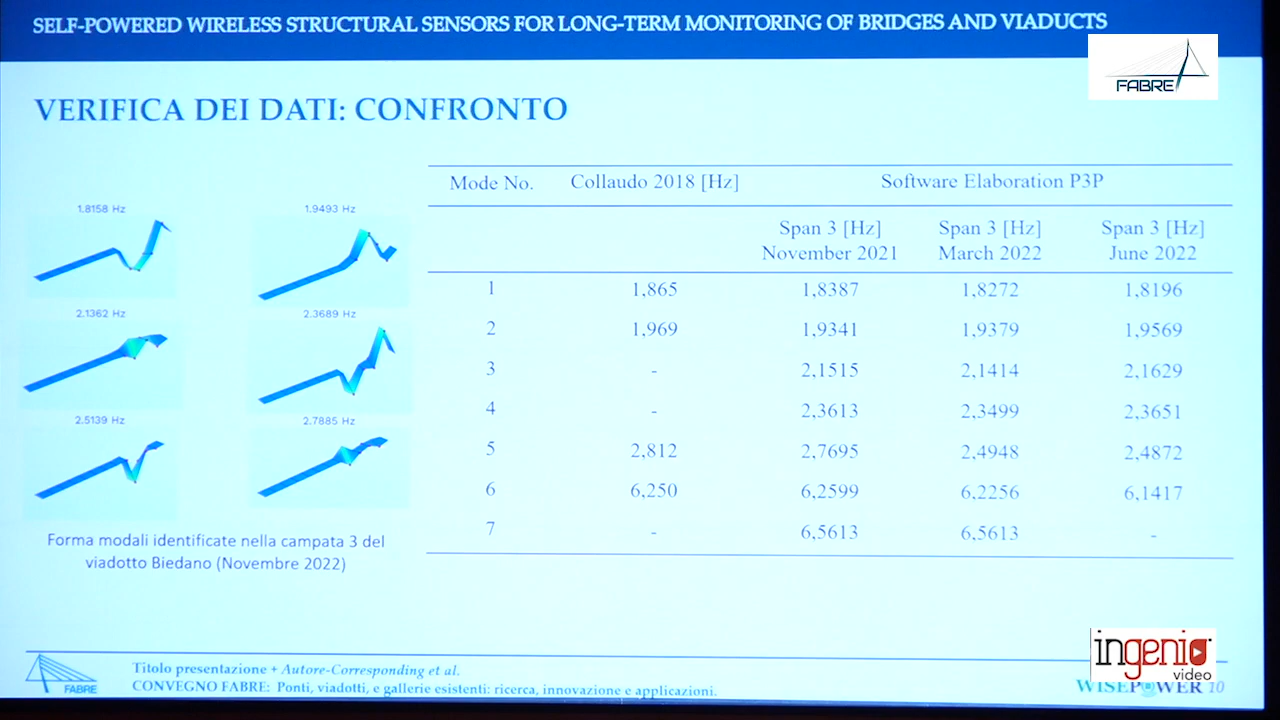 SELF-POWERED WIRELESS STRUCTURAL SENSORS FOR LONG-TERM MONITORING OF BRIDGES AND VIADUCTS
FABRE
VERIFICA DEI DATI: CONFRONTO
1.8158 Hz
1.9493 Hz
2.1362 Hz
2.3689 Hz
2.5139 Hz
2.7885 Hz
Forma modali identificate nella campata 3 del
viadotto Biedano (Novembre 2022)
Mode No. Collaudo 2018 [Hz] Software Elaboration P3P
Span 3 [Hz] Span 3 [Hz] Span 3 [Hz]
November 2021 March 2022 June 2022
1 1,865 1,8387 1,8272 1,8196
2 1,969 1,9341 1,9379 1,9569
3 - 2,1515 2,1414 2,1629
4 - 2,3613 2,3499 2,3651
5 2,812 2,7695 2,4948 2,4872
6 6,250 6,2599 6,2256 6,1417
7 - 6,5613 6,5613 -
FABRE
Titolo presentazione + Autore-Corresponding et al.
CONVEGNO FABRE: Ponti, viadotti, e gallerie esistenti: ricerca, innovazione e applicazioni.
ingenio
video
WISEPOWER 10